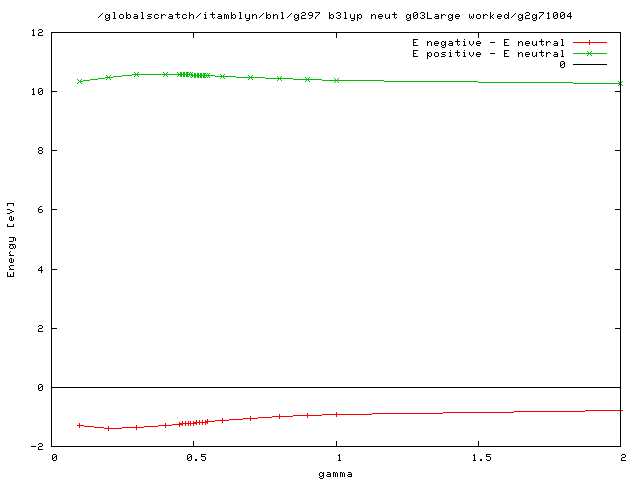 /globalscratch/itamblyn/bnl/g297 b3lyp neut g03Large worked/g2g71004
E negative - E neutral
E positive - E neutral
0
12
10
8
6
4
2
0
-2
Energy [eV]
0
0.5
1
1.5
2
gamma